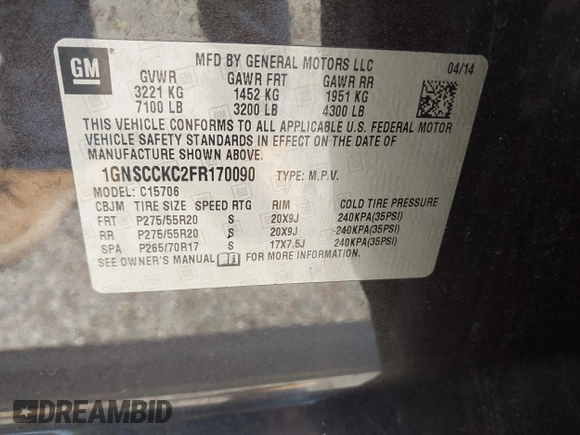 GM
MFD BY GENERAL MOTORS LLC
04/14
GVWR GAWR FRT GAWR RR
3221 KG 1452 KG 1951 KG
7100 LB 3200 LB 4300 LB
THIS VEHICLE CONFORMS TO ALL APPLICABLE U.S. FEDERAL MOTOR
VEHICLE SAFETY STANDARDS IN EFFECT ON THE DATE OF
MANUFACTURE SHOWN ABOVE.
1GNSCCKC2FR170090 TYPE: M.P.V.
MODEL: C15706
CBJM TIRE SIZE SPEED RTG RIM COLD TIRE PRESSURE
FRT P275/55R20 S 20X9J 240KPA(35PSI)
RR P275/55R20 S 20X9J 240KPA(35PSI)
SPA P265/70R17 S 17X7.5J 240KPA(35PSI)
SEE OWNER'S MANUAL FOR MORE INFORMATION.
DREAMBID